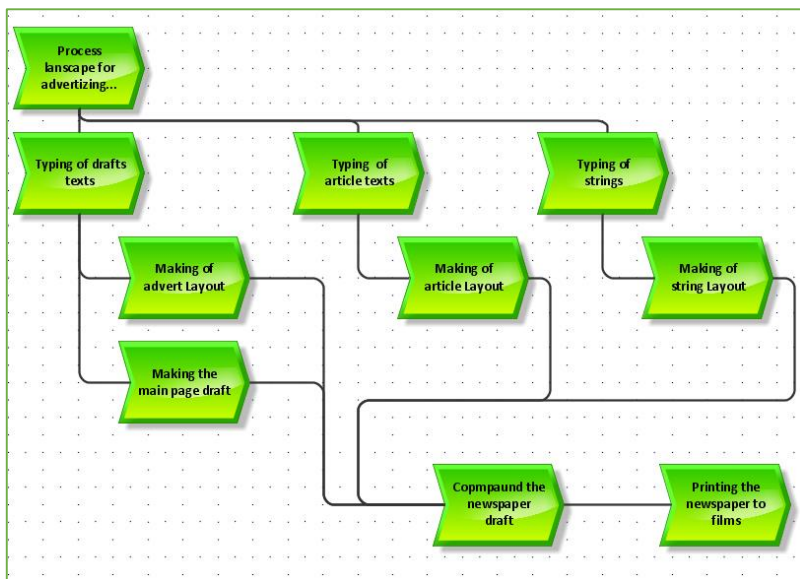 Process
lanscape for
advertizing...
Typing of drafts
texts
Typing of
article texts
Typing of
strings
Making of
advert Layout
Making of
article Layout
Making of
string Layout
Making the
main page draft
Copmpaund the
newspaper
draft
Printing the
newspaper to
films